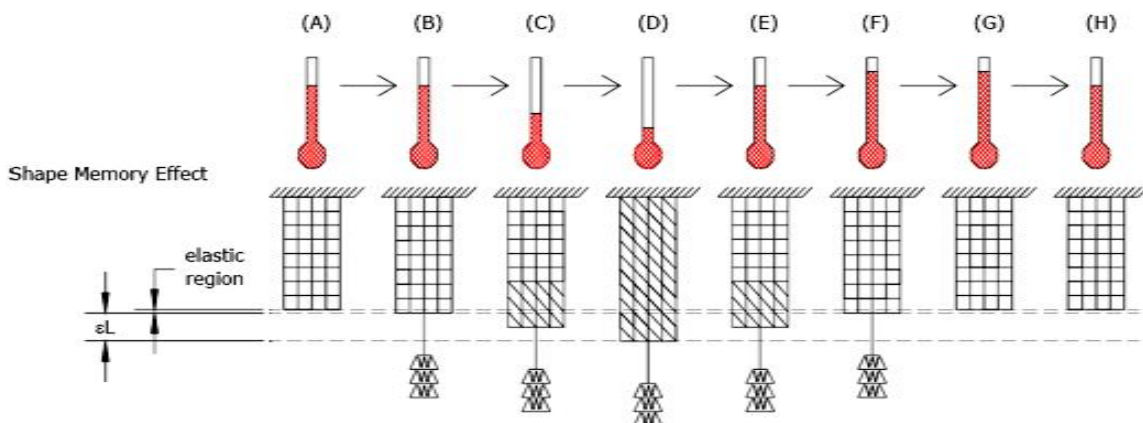 (A) (B) (C) (D) (E) (F) (G) (H)
Shape Memory Effect
elastic
region
εL
W W W W W
W W W W W
W W W W W